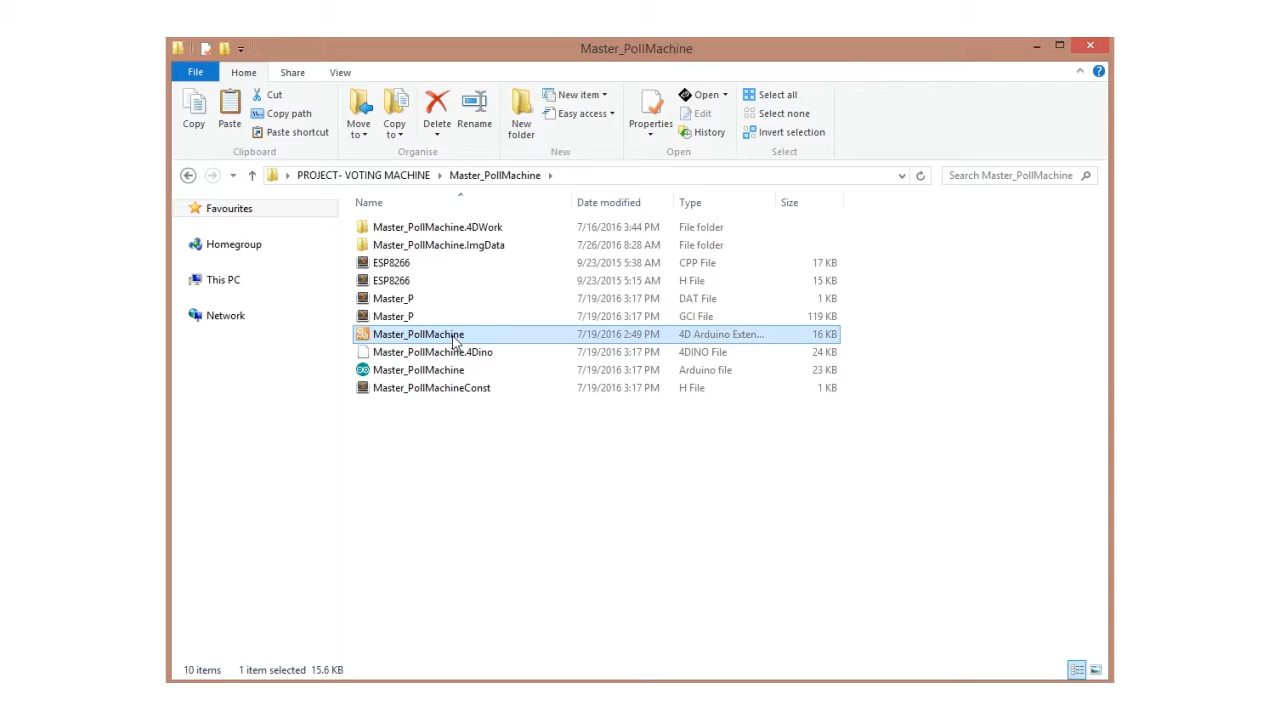 Master_PollMachine
File Home Share View
Copy Paste Cut Copy path Paste shortcut Clipboard
Move to Copy to Delete Rename Organise
New folder New item Easy access New
Properties Open Edit History Open
Select all Select none Invert selection Select
PROJECT- VOTING MACHINE Master_PollMachine Search Master_PollMachine
Favourites
Homegroup
This PC
Network
Name Date modified Type Size
Master_PollMachine.4DWork 7/16/2016 3:44 PM File folder
Master_PollMachine.ImgData 7/26/2016 8:28 AM File folder
ESP8266 9/23/2015 5:38 AM CPP File 17 KB
ESP8266 9/23/2015 5:15 AM H File 15 KB
Master_P 7/19/2016 3:17 PM DAT File 1 KB
Master_P 7/19/2016 3:17 PM GCI File 119 KB
Master_PollMachine 7/19/2016 2:49 PM 4D Arduino Exten... 16 KB
Master_PollMachine.4Dino 7/19/2016 3:17 PM 4DINO File 24 KB
Master_PollMachine 7/19/2016 3:17 PM Arduino file 23 KB
Master_PollMachineConst 7/19/2016 3:17 PM H File 1 KB
10 items 1 item selected 15.6 KB